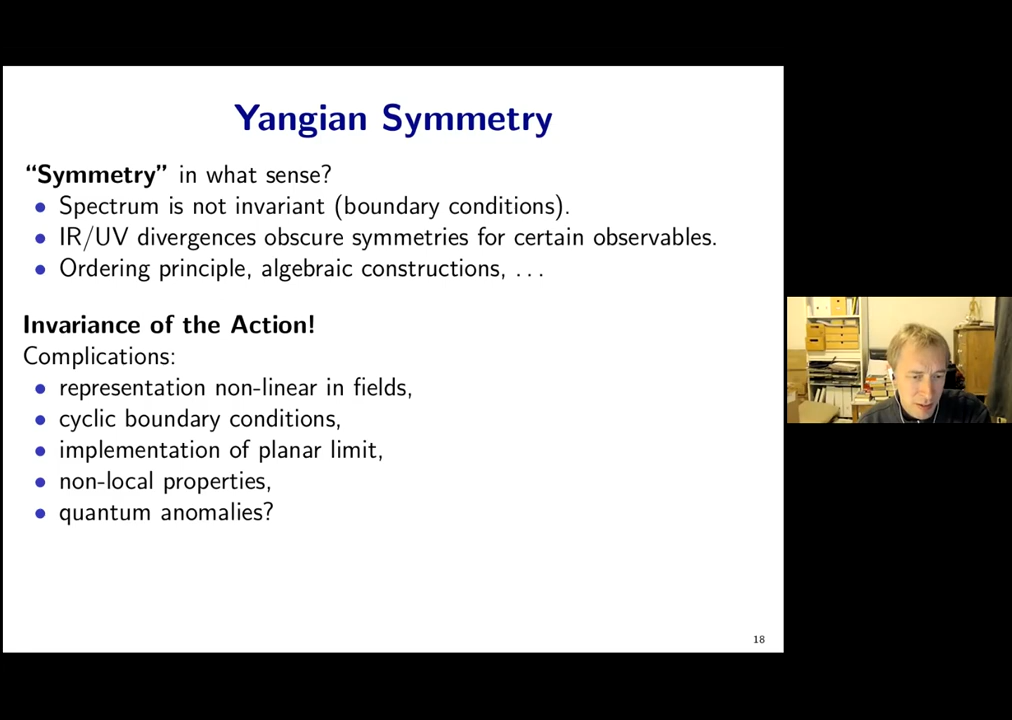 Yangian Symmetry
“Symmetry” in what sense?
• Spectrum is not invariant (boundary conditions).
• IR/UV divergences obscure symmetries for certain observables.
• Ordering principle, algebraic constructions, . . .
Invariance of the Action!
Complications:
• representation non-linear in fields,
• cyclic boundary conditions,
• implementation of planar limit,
• non-local properties,
• quantum anomalies?
18